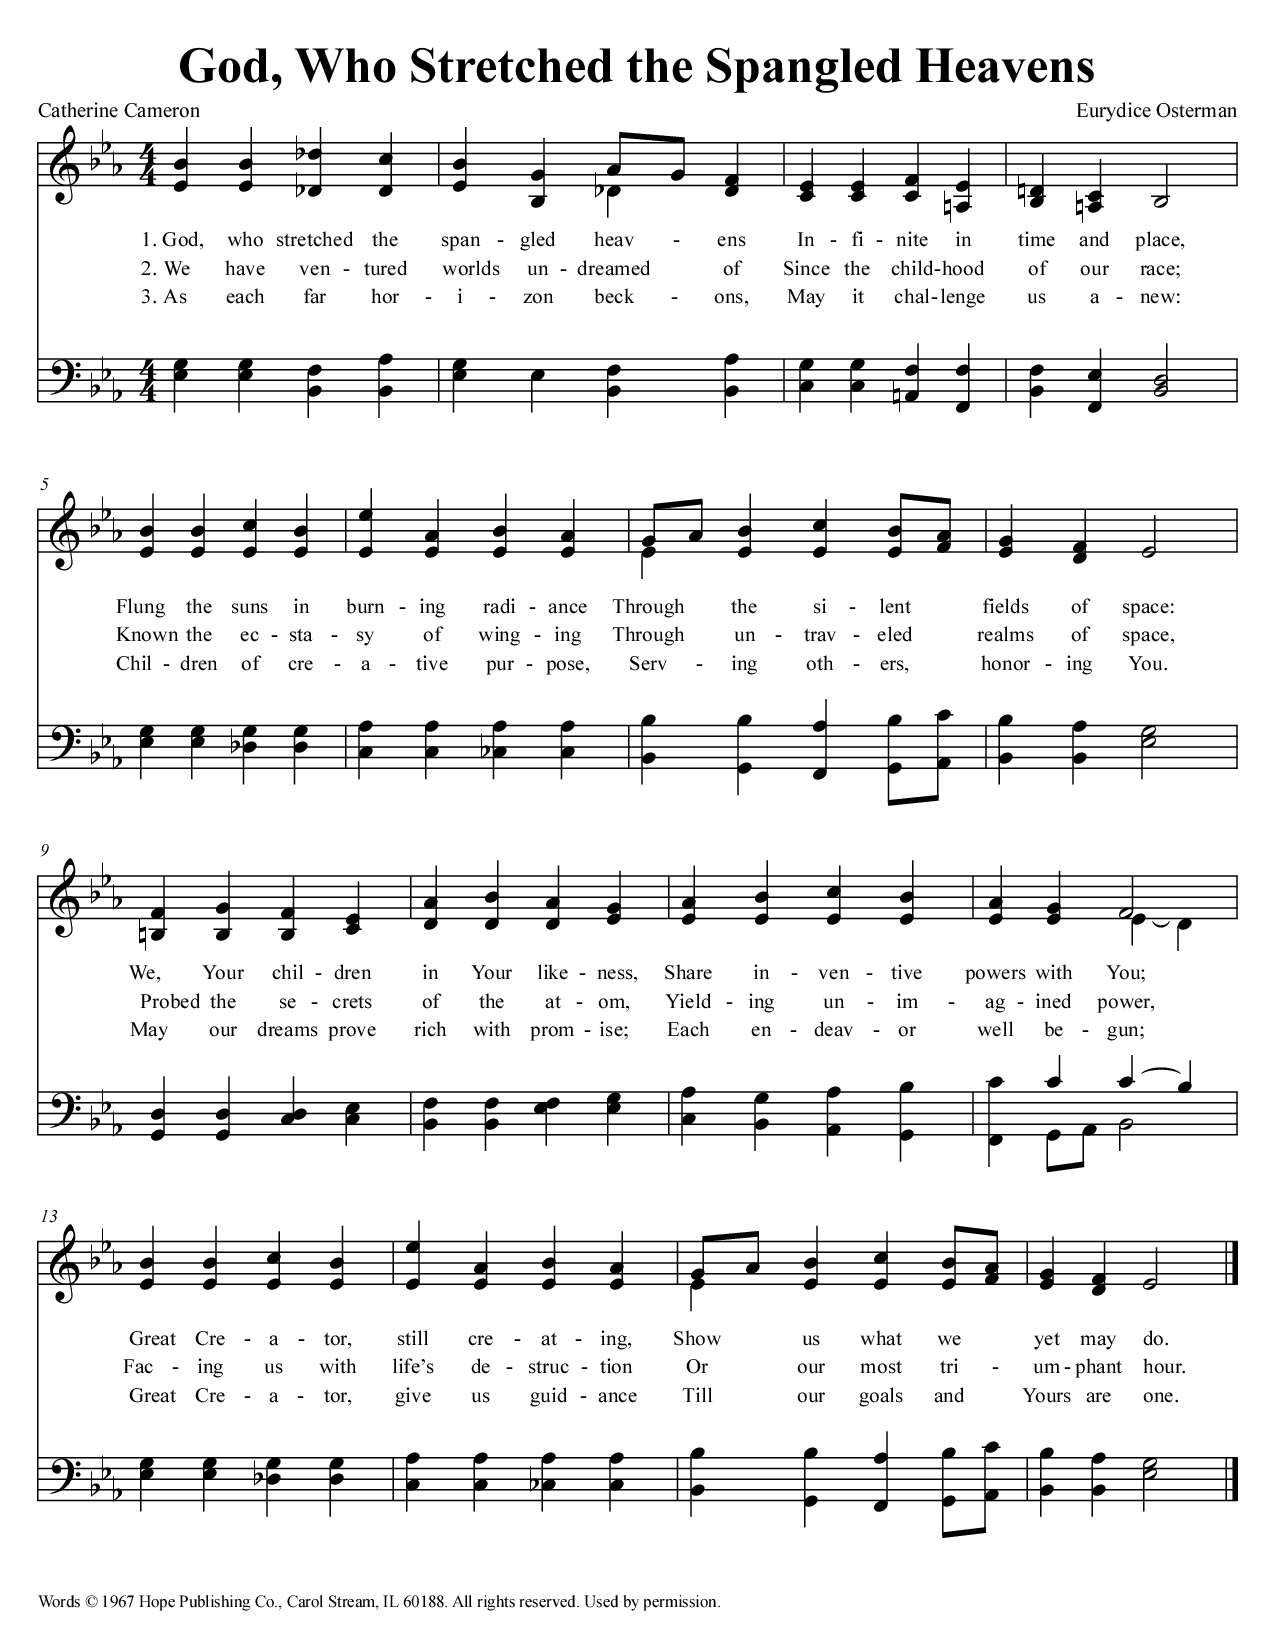 God, Who Stretched the Spangled Heavens
Catherine Cameron
Eurydice Osterman
1. God, who stretched the span - gled heav - ens In - fi - nite in time and place,
2. We have ven - tured worlds un - dreamed of Since the child - hood of our race;
3. As each far hor - i - zon beck - ons, May it chal - lenge us a - new:
5
Flung the suns in burn - ing radi - ance Through the si - lent fields of space:
Known the ec - sta - sy of wing - ing Through un - trav - eled realms of space,
Chil - dren of cre - a - tive pur - pose, Serv - ing oth - ers, honor - ing You.
9
We, Your chil - dren in Your like - ness, Share in - ven - tive powers with You;
Probed the se - crets of the at - om, Yield - ing un - im - ag - ined power,
May our dreams prove rich with prom - ise; Each en - deav - or well be - gun;
13
Great Cre - a - tor, still cre - at - ing, Show us what we yet may do.
Fac - ing us with life's de - struc - tion Or our most tri - um - phant hour.
Great Cre - a - tor, give us guid - ance Till our goals and Yours are one.
Words © 1967 Hope Publishing Co., Carol Stream, IL 60188. All rights reserved. Used by permission.